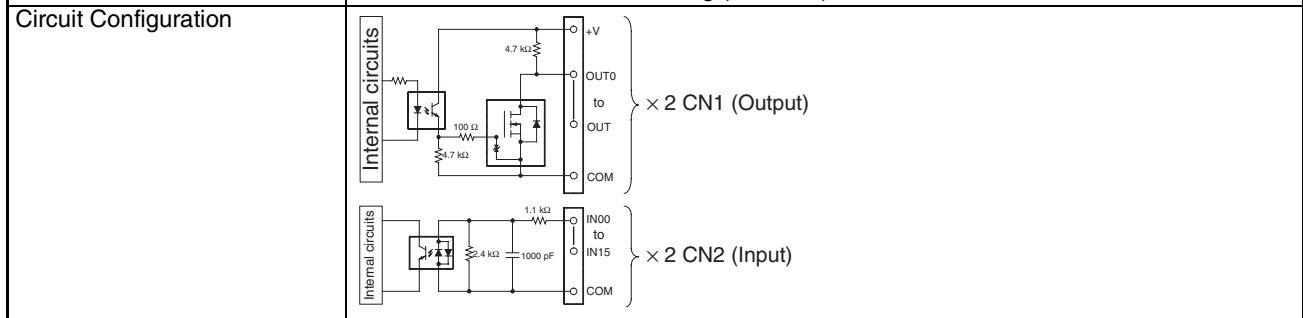 Circuit Configuration
Internal circuits
+V
4.7 kΩ
OUT0
to
OUT
100 Ω
4.7 kΩ
COM
× 2 CN1 (Output)
Internal circuits
1.1 kΩ
IN00
to
IN15
2.4 kΩ
1000 pF
COM
× 2 CN2 (Input)